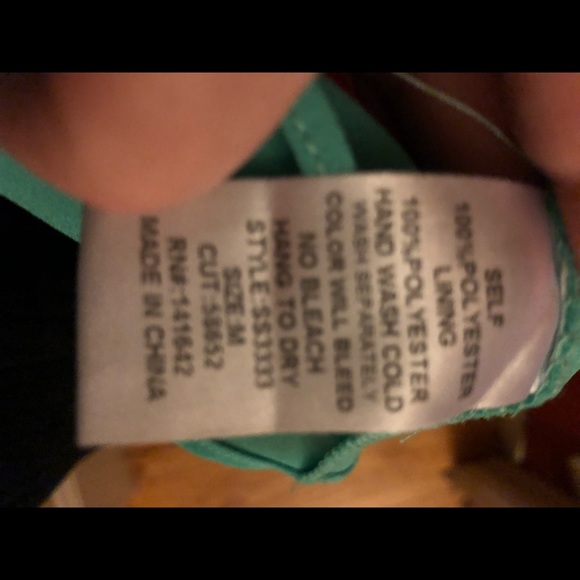 SELF
100%POLYESTER
LINING
100%POLYESTER
HAND WASH COLD
WASH SEPARATELY
COLOR WILL BLEED
NO BLEACH
HANG TO DRY
STYLE:SS3333
SIZE:M
CUT:58652
RN#:141642
MADE IN CHINA